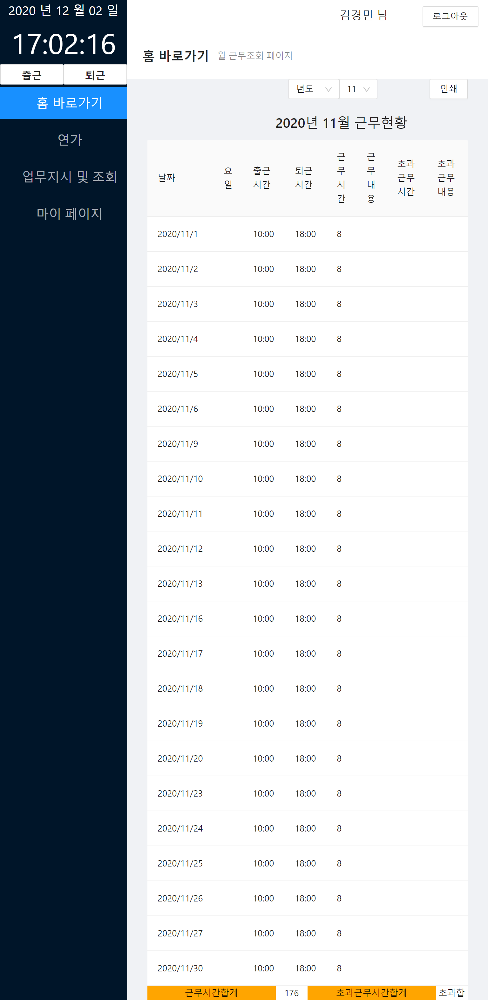 2020 년 12 월 02 일
17:02:16
출근 퇴근
홈 바로가기
연가
업무지시 및 조회
마이 페이지
김경민 님
로그아웃
홈 바로가기 월 근무조회 페이지
년도 11 인쇄
2020년 11월 근무현황
날짜 요일 출근시간 퇴근시간 근무시간 근무내용 초과근무시간 초과근무내용
2020/11/1 10:00 18:00 8
2020/11/2 10:00 18:00 8
2020/11/3 10:00 18:00 8
2020/11/4 10:00 18:00 8
2020/11/5 10:00 18:00 8
2020/11/6 10:00 18:00 8
2020/11/9 10:00 18:00 8
2020/11/10 10:00 18:00 8
2020/11/11 10:00 18:00 8
2020/11/12 10:00 18:00 8
2020/11/13 10:00 18:00 8
2020/11/16 10:00 18:00 8
2020/11/17 10:00 18:00 8
2020/11/18 10:00 18:00 8
2020/11/19 10:00 18:00 8
2020/11/20 10:00 18:00 8
2020/11/23 10:00 18:00 8
2020/11/24 10:00 18:00 8
2020/11/25 10:00 18:00 8
2020/11/26 10:00 18:00 8
2020/11/27 10:00 18:00 8
2020/11/30 10:00 18:00 8
근무시간합계 176 초과근무시간합계 초과합